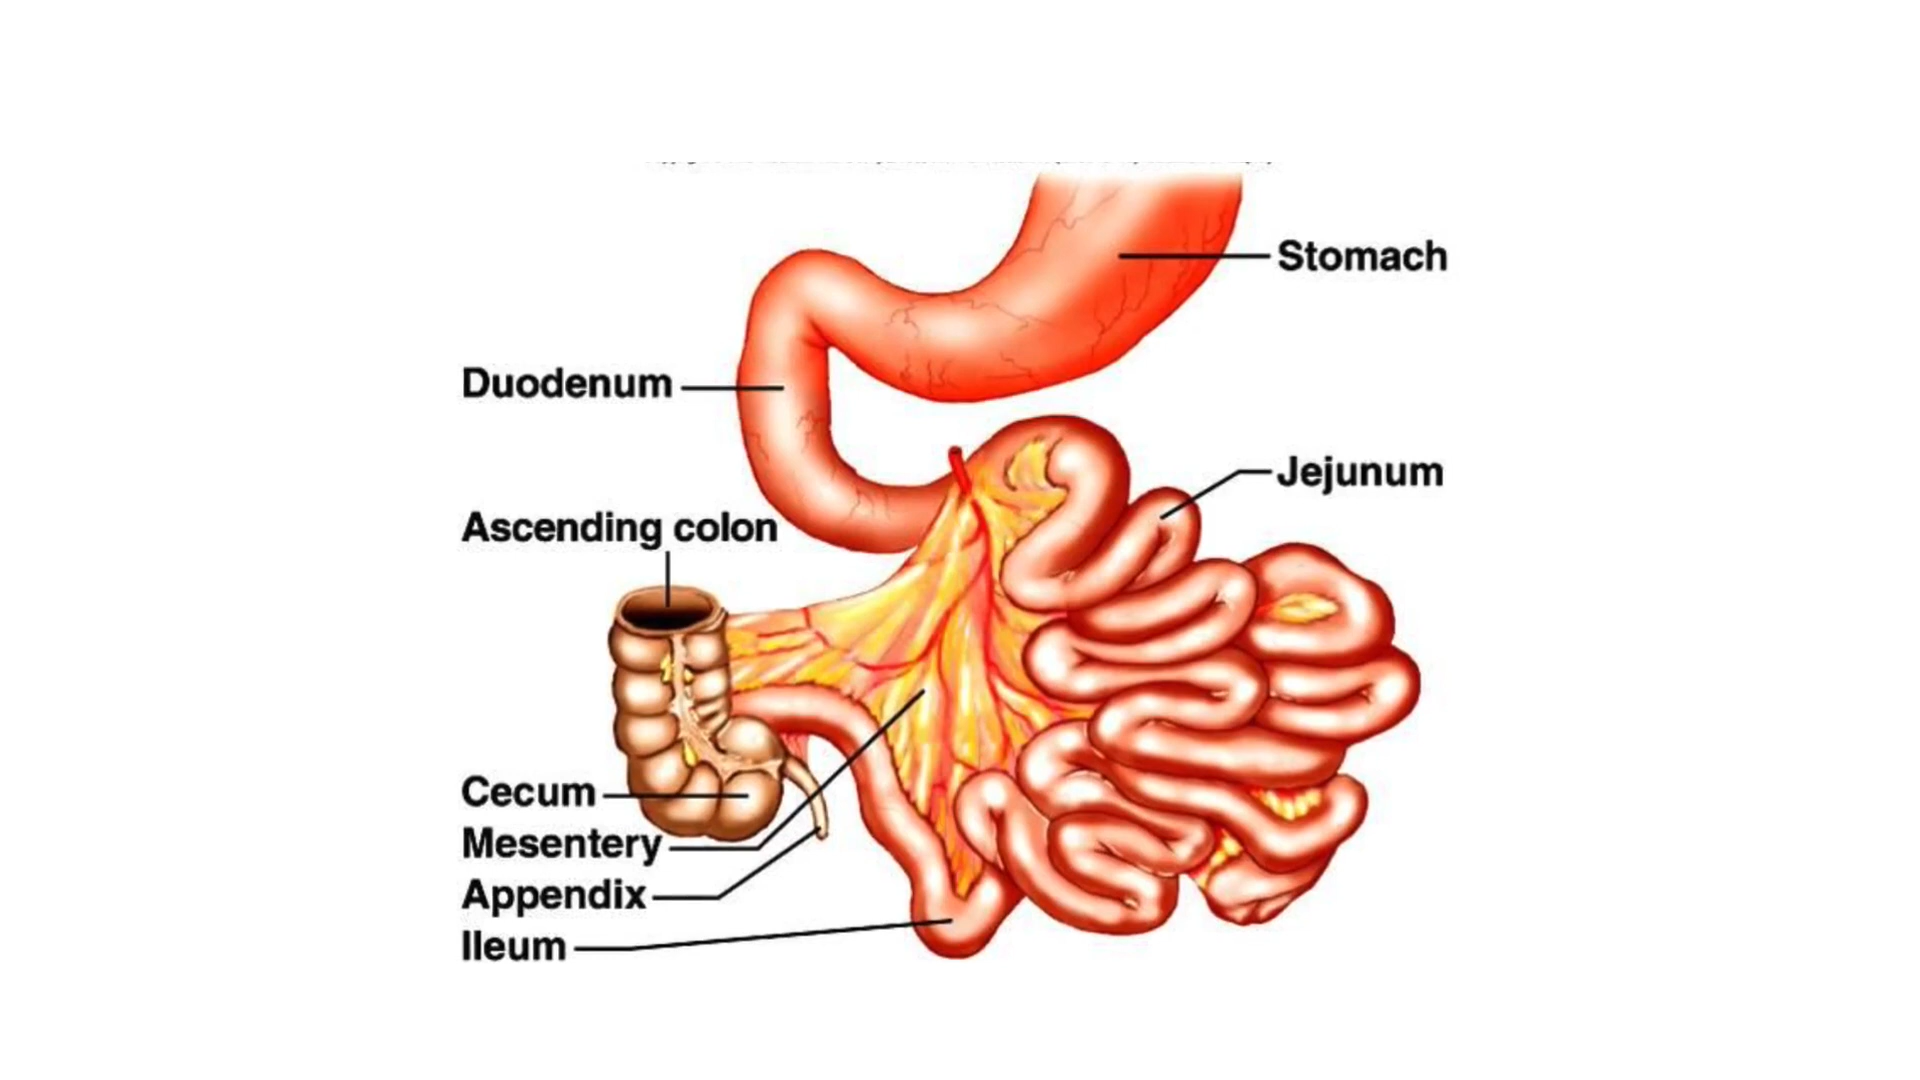 Stomach
Duodenum
Jejunum
Ascending colon
Cecum
Mesentery
Appendix
Ileum